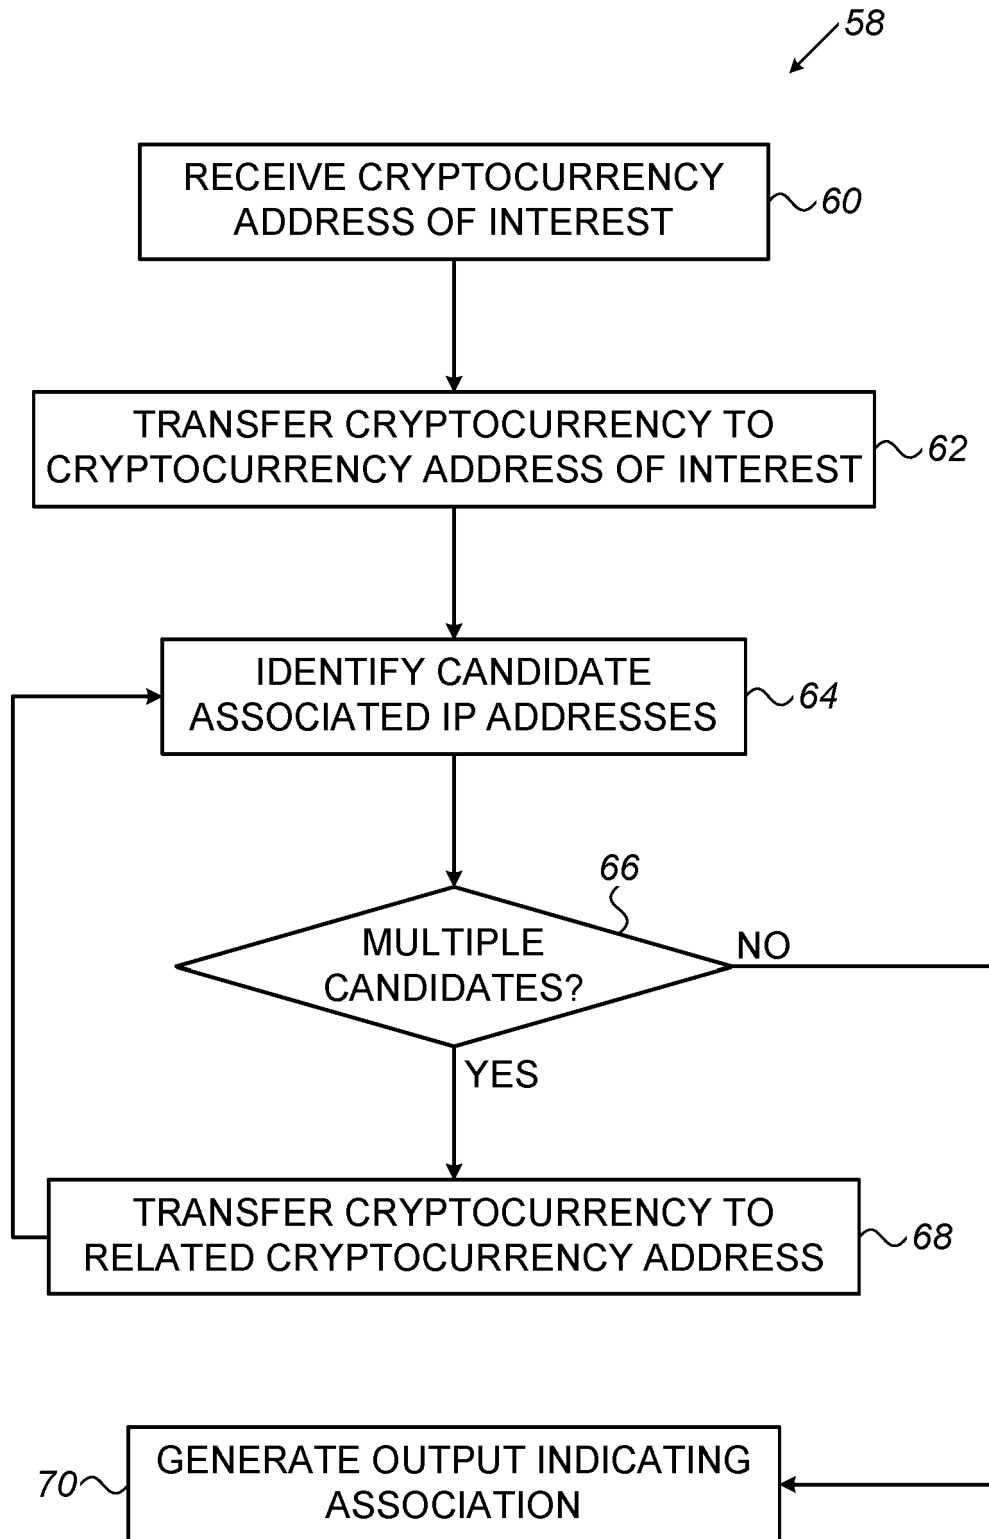 58
RECEIVE CRYPTOCURRENCY
ADDRESS OF INTEREST
60
TRANSFER CRYPTOCURRENCY TO
CRYPTOCURRENCY ADDRESS OF INTEREST
62
IDENTIFY CANDIDATE
ASSOCIATED IP ADDRESSES
64
66
MULTIPLE
CANDIDATES?
NO
YES
TRANSFER CRYPTOCURRENCY TO
RELATED CRYPTOCURRENCY ADDRESS
68
GENERATE OUTPUT INDICATING
ASSOCIATION
70